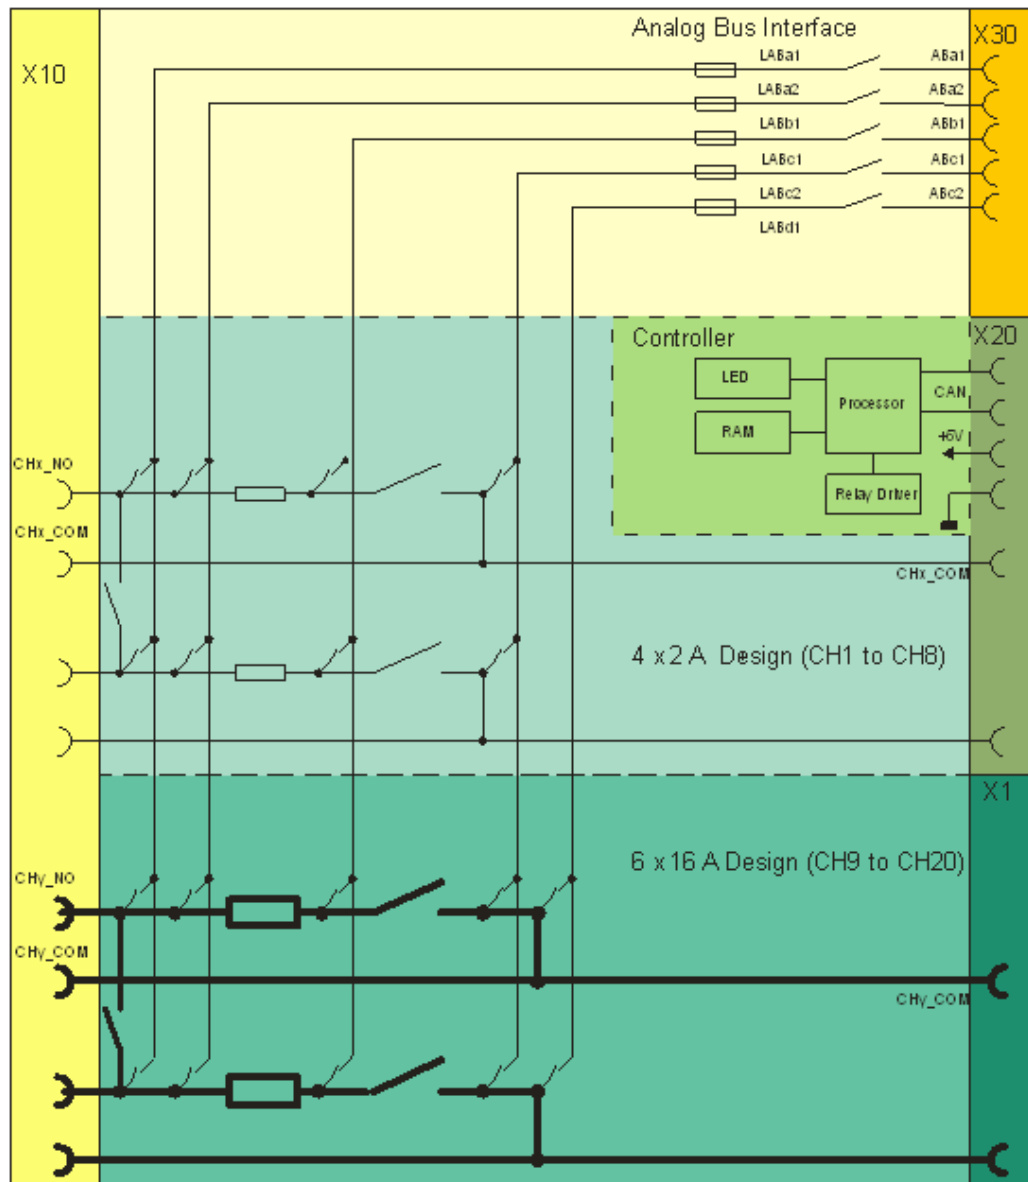 Analog Bus Interface
X10
X30
LABa1
ABa1
LABa2
ABa2
LABb1
ABb1
LABc1
ABc1
LABc2
ABc2
LABd1
Controller
X20
LED
Processor
CAN
RAM
+5V
Relay Driver
CHx_NO
CHx_COM
CHx_COM
4 x 2 A Design (CH1 to CH8)
X1
6 x 16 A Design (CH9 to CH20)
CHy_NO
CHy_COM
CHy_COM